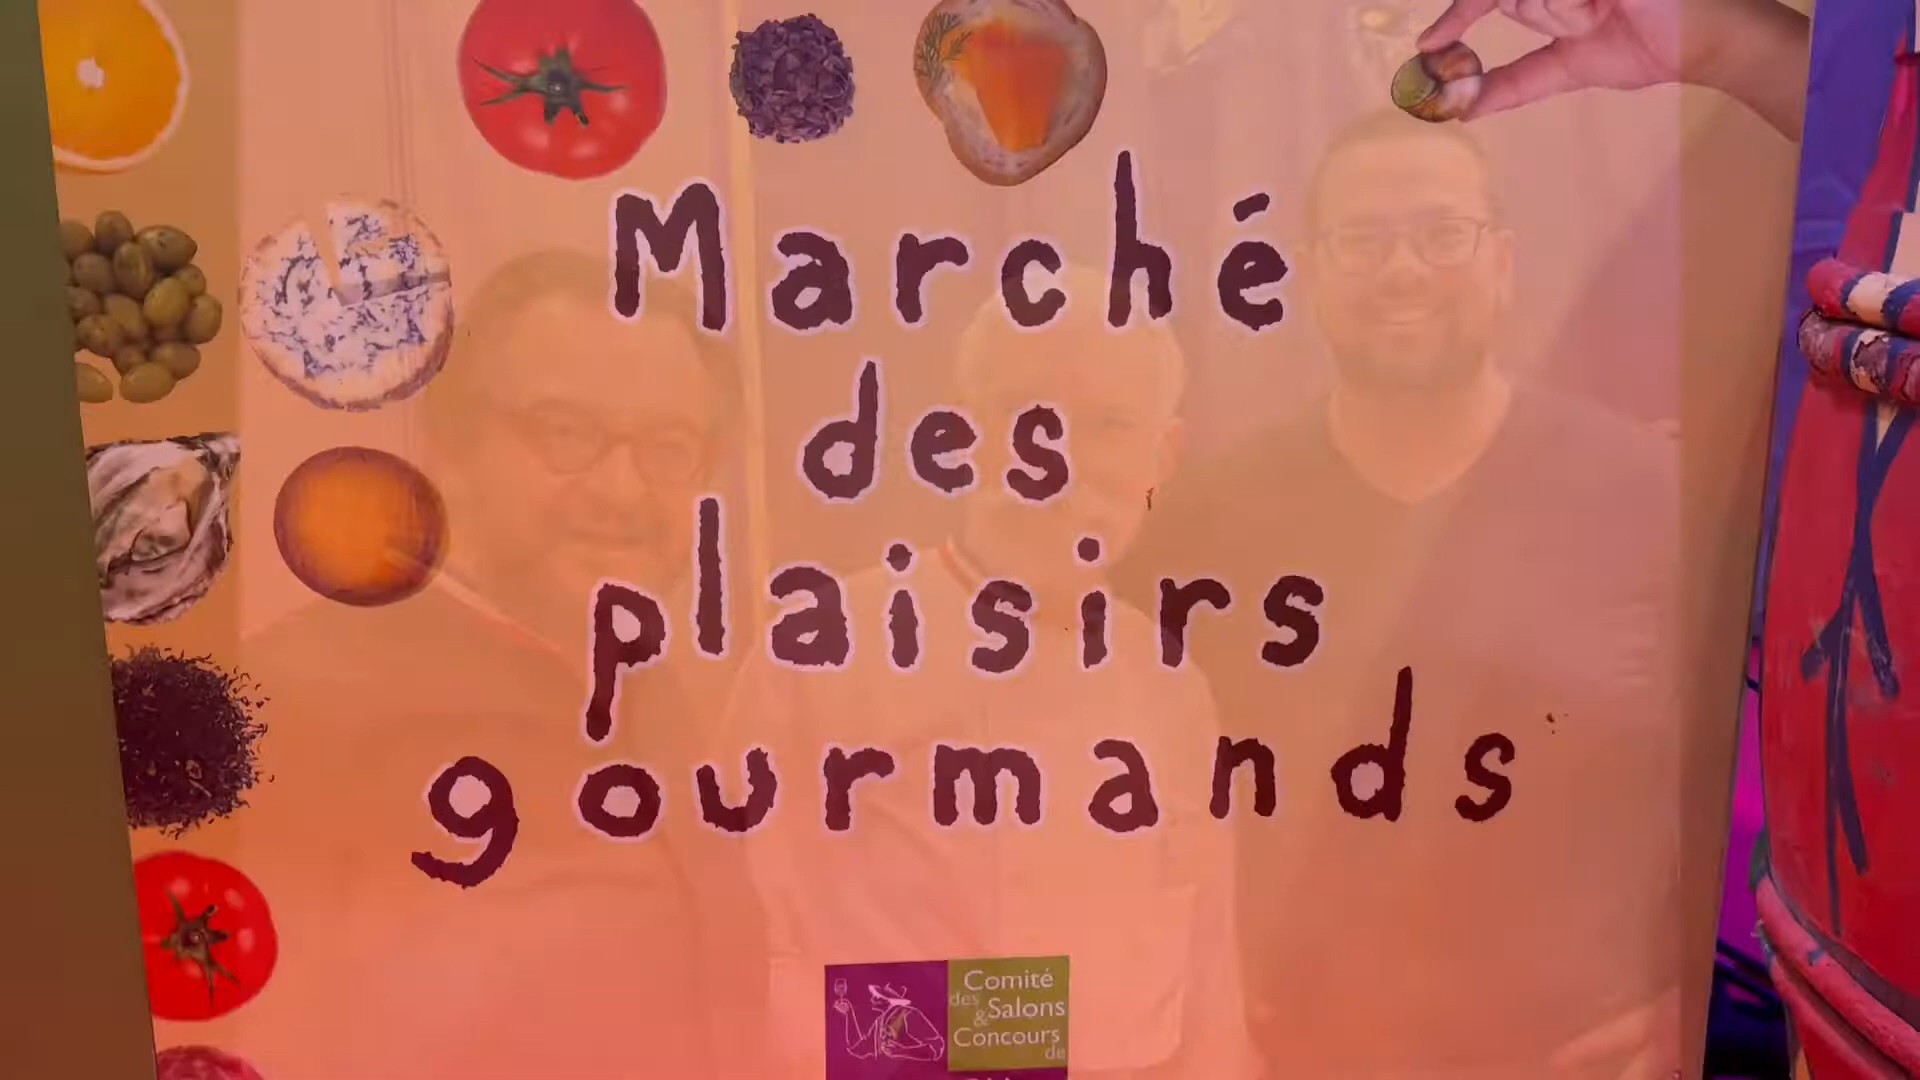 Marché
des
plaisirs
gourmands
Comité
des Salons
&
Concours
de